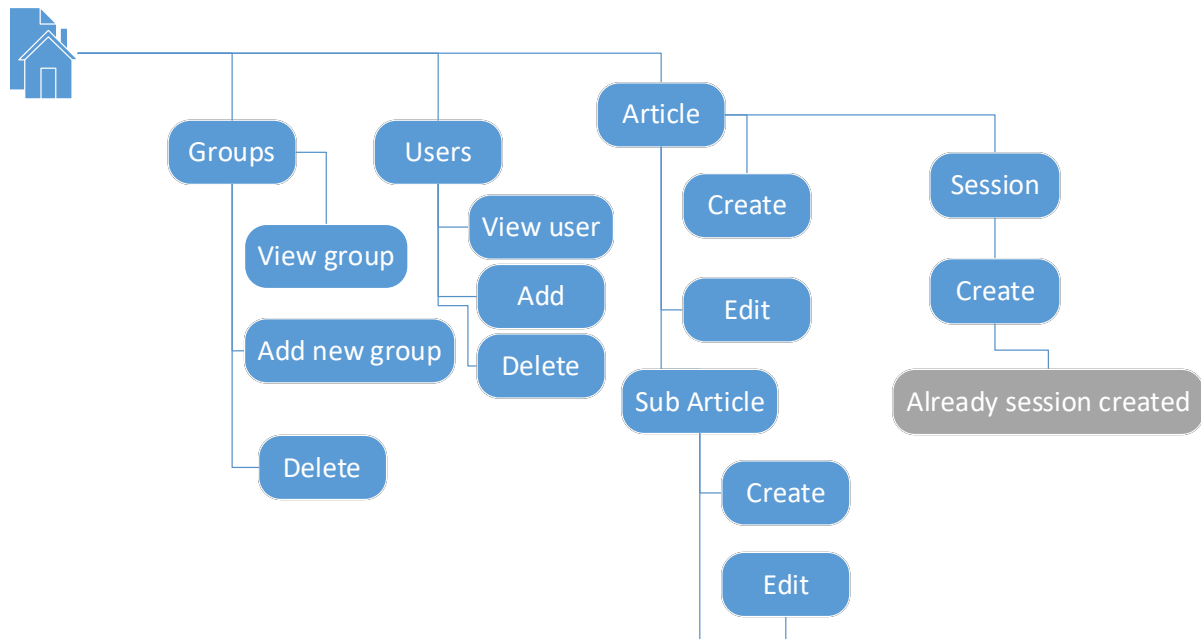 Article
Groups
Users
Session
Create
View user
View group
Create
Add
Edit
Add new group
Delete
Sub Article
Already session created
Delete
Create
Edit